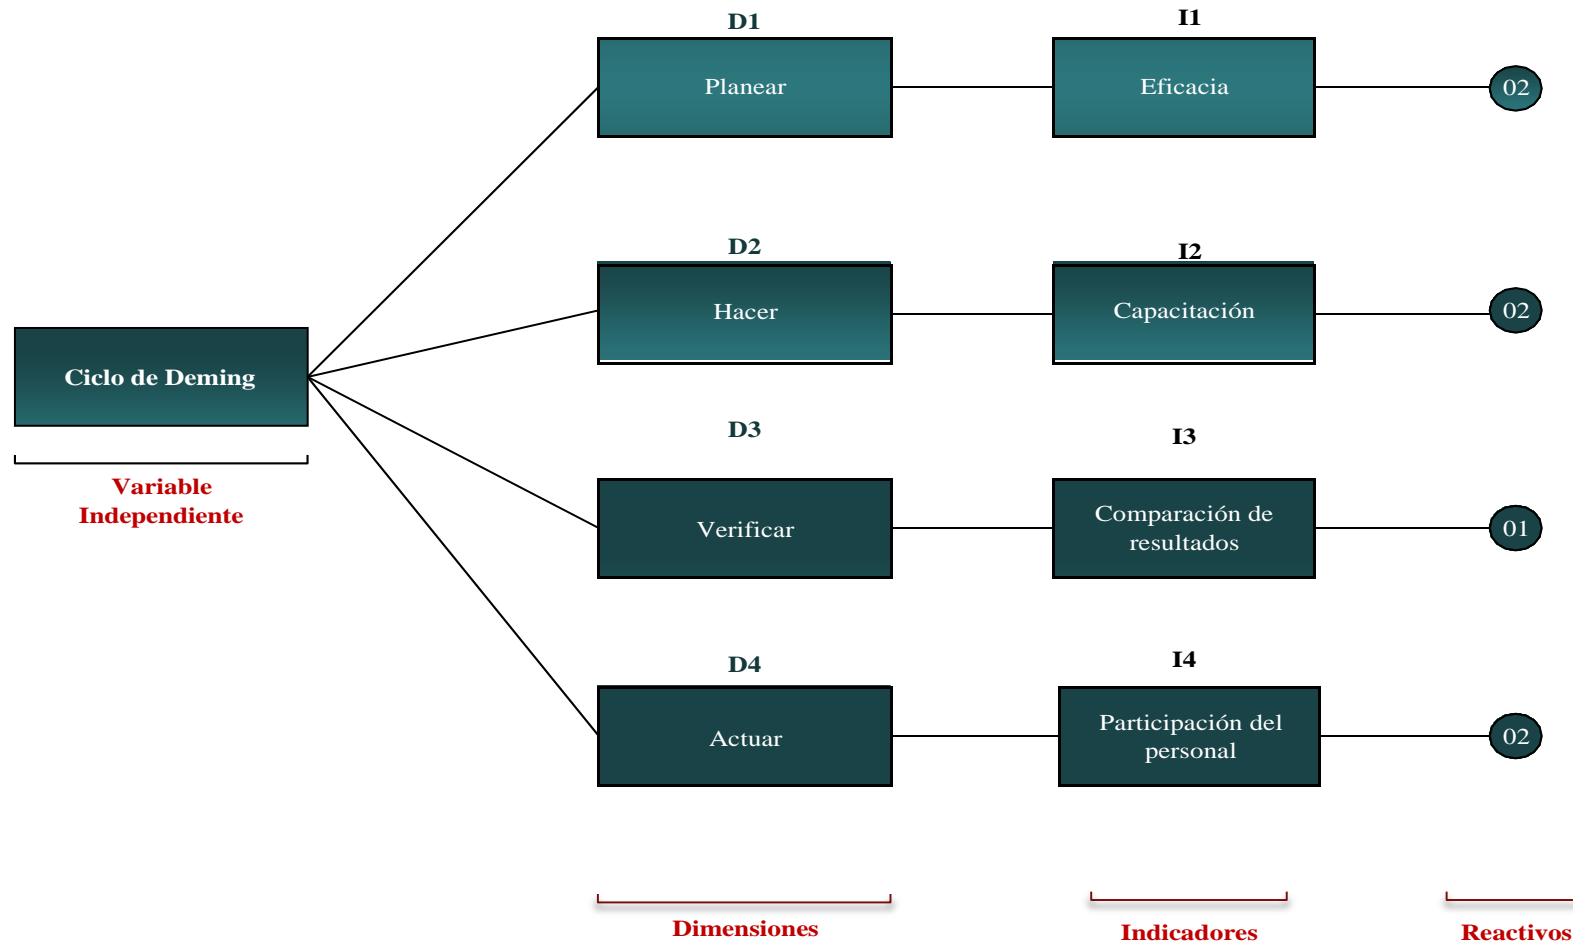 D1
I1
Planear
Eficacia
02
D2
I2
Hacer
Capacitación
02
Ciclo de Deming
Variable
Independiente
D3
I3
Verificar
Comparación de
resultados
01
D4
I4
Actuar
Participación del
personal
02
Dimensiones
Indicadores
Reactivos